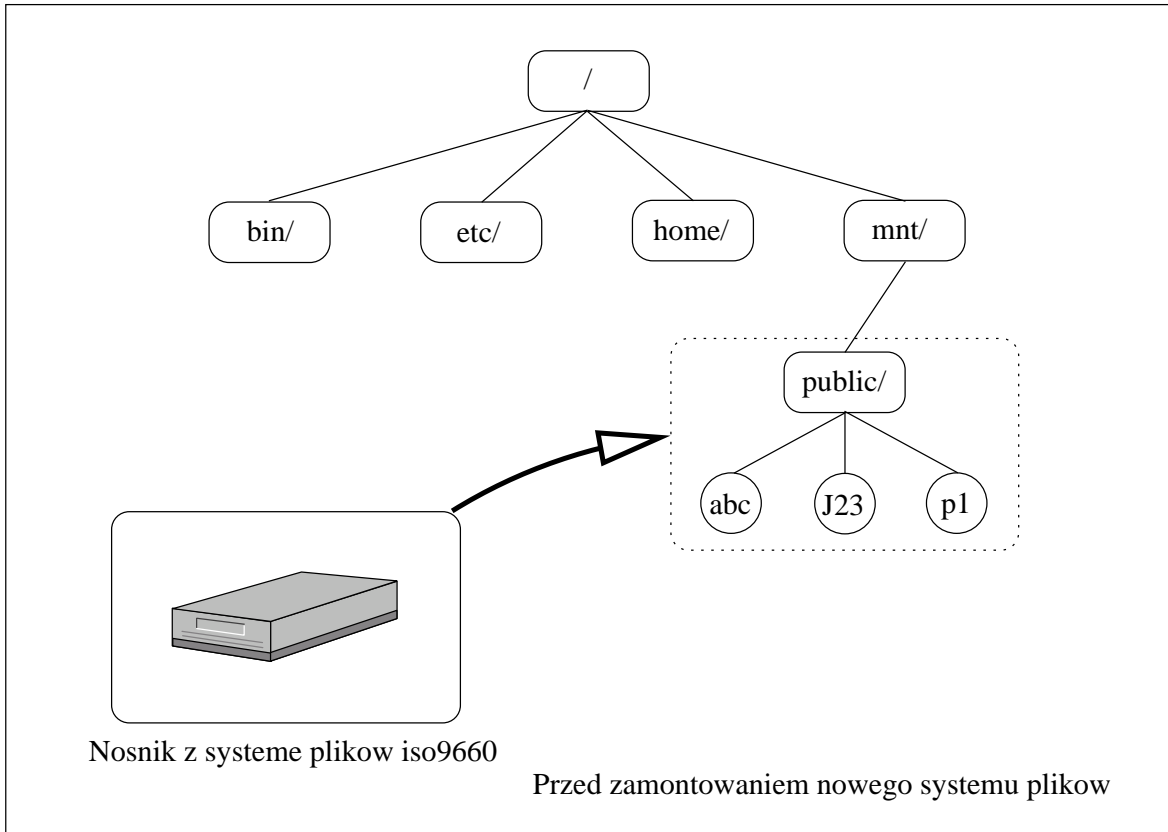 /
bin/
etc/
home/
mnt/
public/
abc
J23
p1
Nosnik z systeme plikow iso9660
Przed zamontowaniem nowego systemu plikow